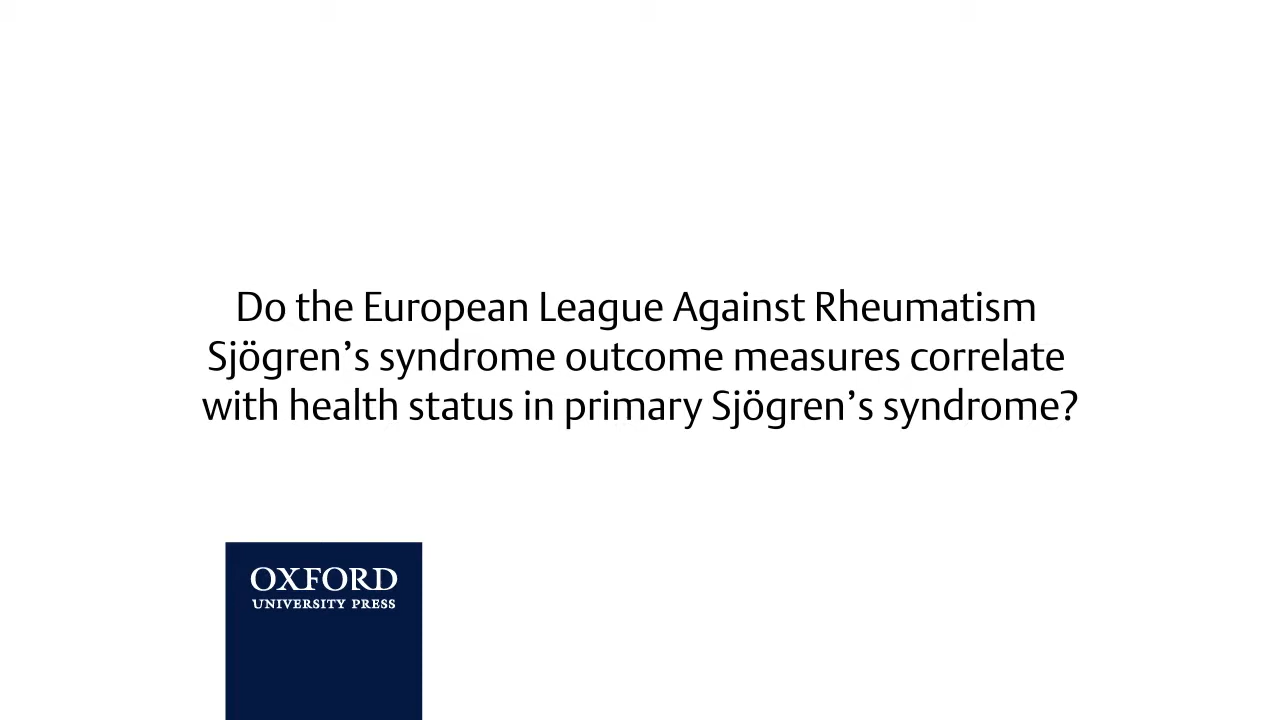 Do the European League Against Rheumatism
Sjögren’s syndrome outcome measures correlate
with health status in primary Sjögren’s syndrome?
OXFORD
UNIVERSITY PRESS